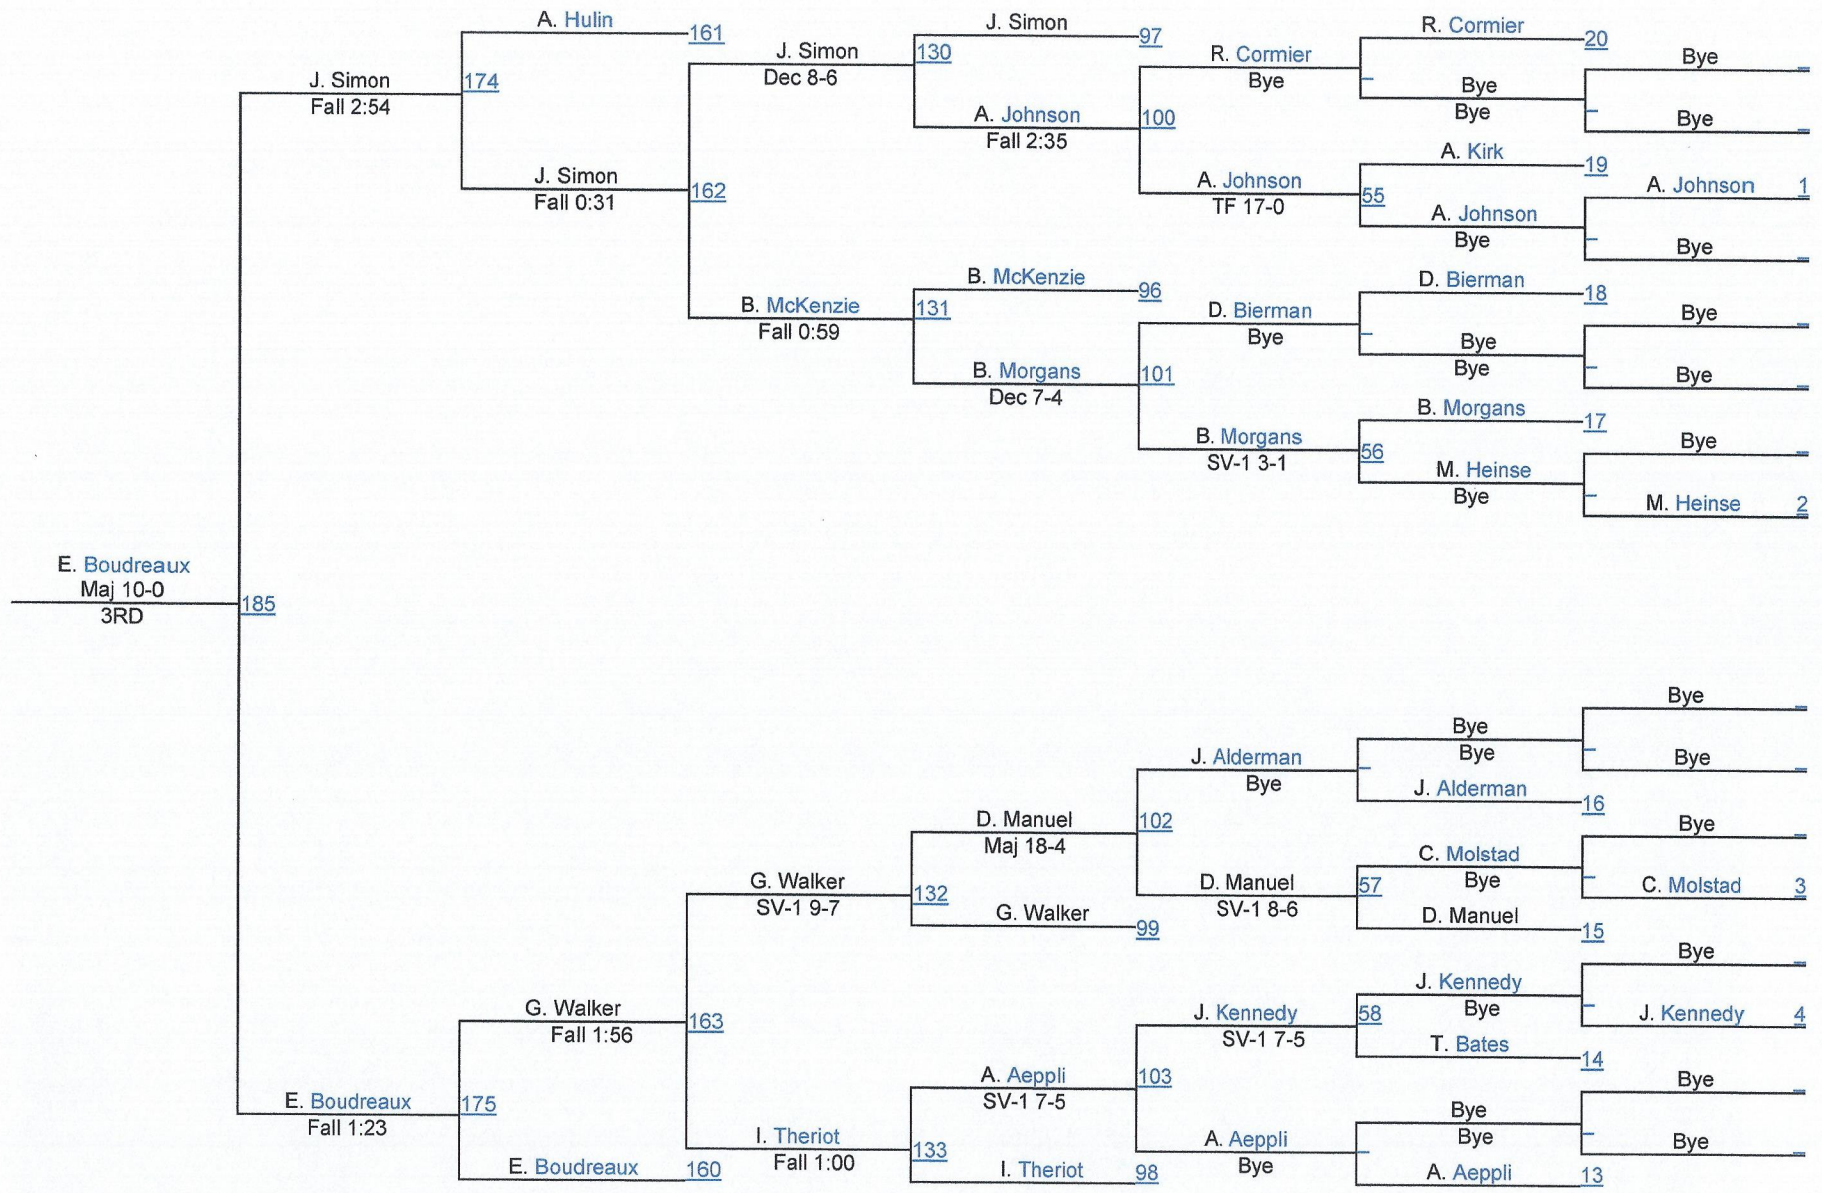 A. Hulin
161
J. Simon
Fall 2:54
174
J. Simon
Fall 0:31
162
J. Simon
Dec 8-6
130
J. Simon
97
A. Johnson
Fall 2:35
100
R. Cormier
Bye
R. Cormier
20
Bye
Bye
Bye
Bye
A. Johnson
TF 17-0
55
A. Kirk
19
A. Johnson
Bye
A. Johnson 1
Bye
B. McKenzie
Fall 0:59
131
B. McKenzie
96
B. Morgans
Dec 7-4
101
D. Bierman
Bye
D. Bierman
18
Bye
Bye
Bye
Bye
B. Morgans
SV-1 3-1
56
B. Morgans
17
M. Heinse
Bye
Bye
M. Heinse 2
E. Boudreaux
Maj 10-0
3RD
185
E. Boudreaux
Fall 1:23
175
G. Walker
Fall 1:56
163
G. Walker
SV-1 9-7
132
D. Manuel
Maj 18-4
102
J. Alderman
Bye
Bye
Bye
Bye
Bye
J. Alderman
16
D. Manuel
SV-1 8-6
57
C. Molstad
Bye
Bye
C. Molstad 3
D. Manuel
15
G. Walker
99
I. Theriot
Fall 1:00
133
A. Aeppli
SV-1 7-5
103
J. Kennedy
SV-1 7-5
58
J. Kennedy
Bye
Bye
J. Kennedy 4
T. Bates
14
A. Aeppli
Bye
Bye
Bye
Bye
Bye
A. Aeppli
13
I. Theriot
98
E. Boudreaux
160